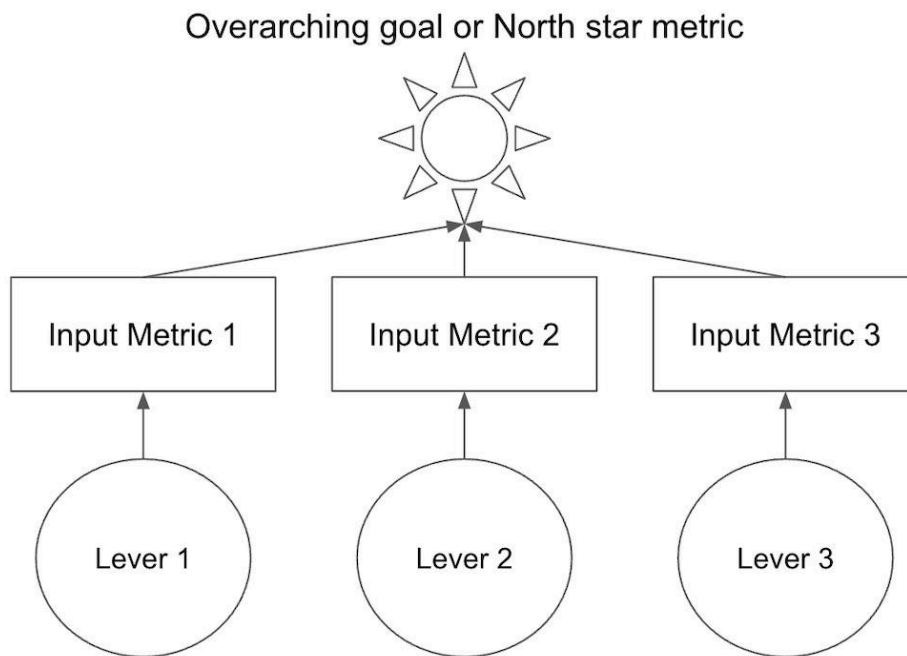 Overarching goal or North star metric
Input Metric 1
Input Metric 2
Input Metric 3
Lever 1
Lever 2
Lever 3